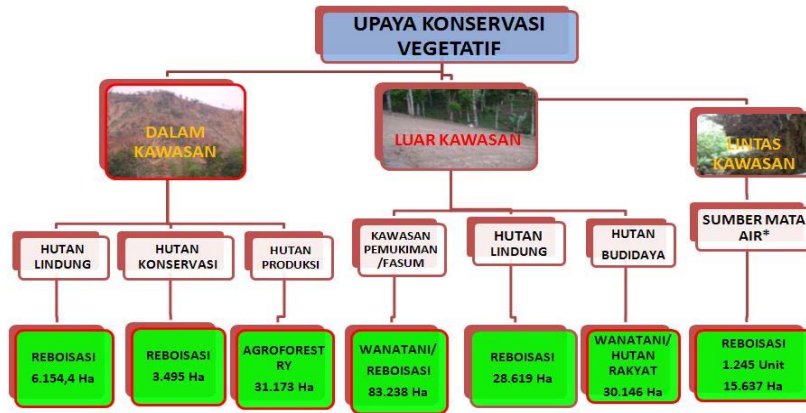 UPAYA KONSERVASI
VEGETATIF
DALAM
KAWASAN
LUAR KAWASAN
LINTAS
KAWASAN
HUTAN
LINDUNG
HUTAN
KONSERVASI
HUTAN
PRODUKSI
KAWASAN
PEMUKIMAN
/FASUM
HUTAN
LINDUNG
HUTAN
BUDIDAYA
SUMBER MATA
AIR*
REBOISASI
6.154,4 Ha
REBOISASI
3.495 Ha
AGROFOREST
RY
31.173 Ha
WANATANI/
REBOISASI
83.238 Ha
REBOISASI
28.619 Ha
WANATANI/
HUTAN
RAKYAT
30.146 Ha
REBOISASI
1.245 Unit
15.637 Ha